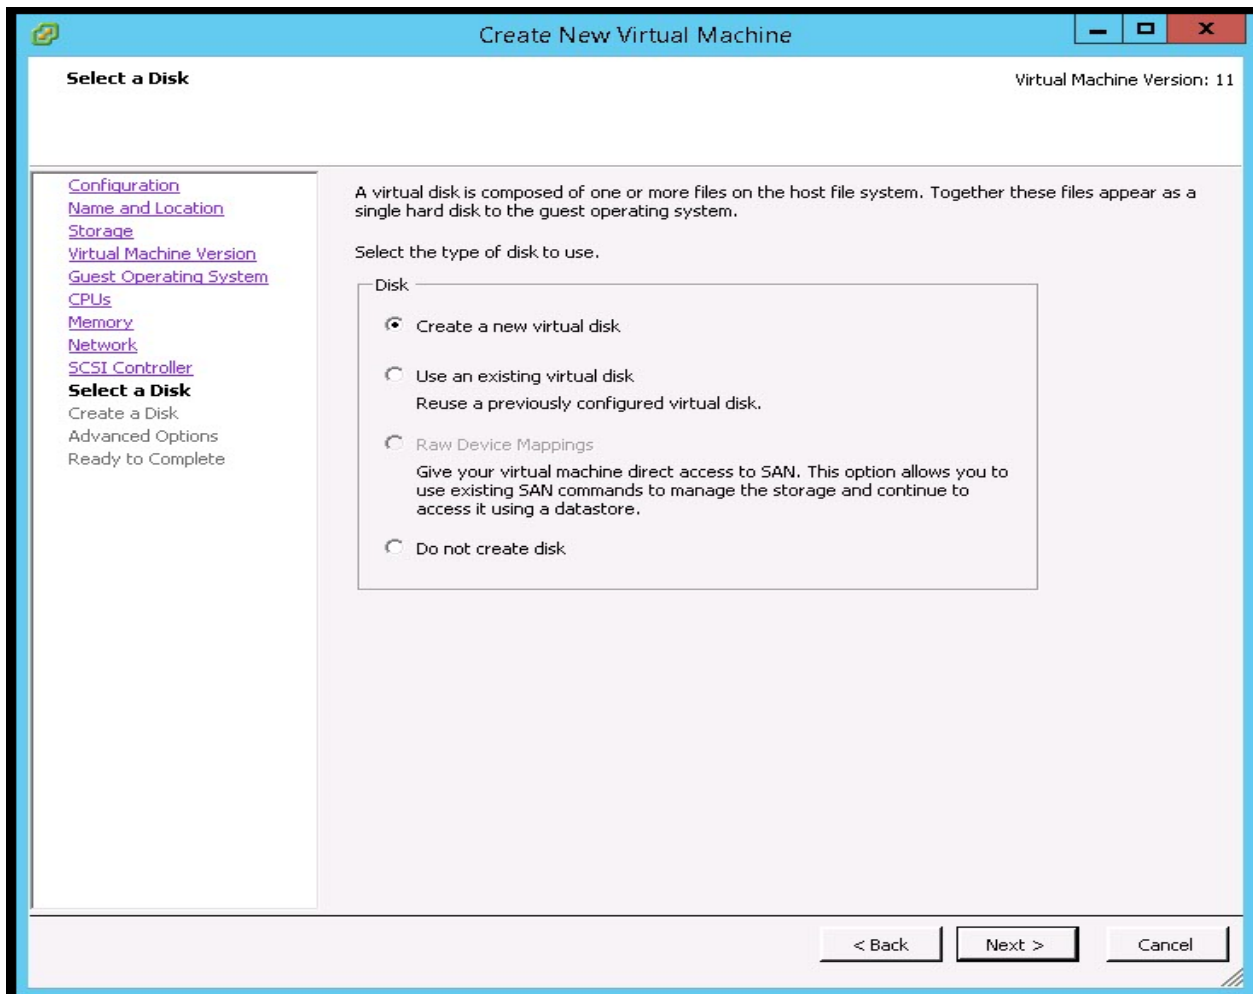 Create New Virtual Machine
Select a Disk
Virtual Machine Version: 11
Configuration
Name and Location
Storage
Virtual Machine Version
Guest Operating System
CPUs
Memory
Network
SCSI Controller
Select a Disk
Create a Disk
Advanced Options
Ready to Complete
A virtual disk is composed of one or more files on the host file system. Together these files appear as a
single hard disk to the guest operating system.
Select the type of disk to use.
Disk
Create a new virtual disk
Use an existing virtual disk
Reuse a previously configured virtual disk.
Raw Device Mappings
Give your virtual machine direct access to SAN. This option allows you to
use existing SAN commands to manage the storage and continue to
access it using a datastore.
Do not create disk
< Back
Next >
Cancel